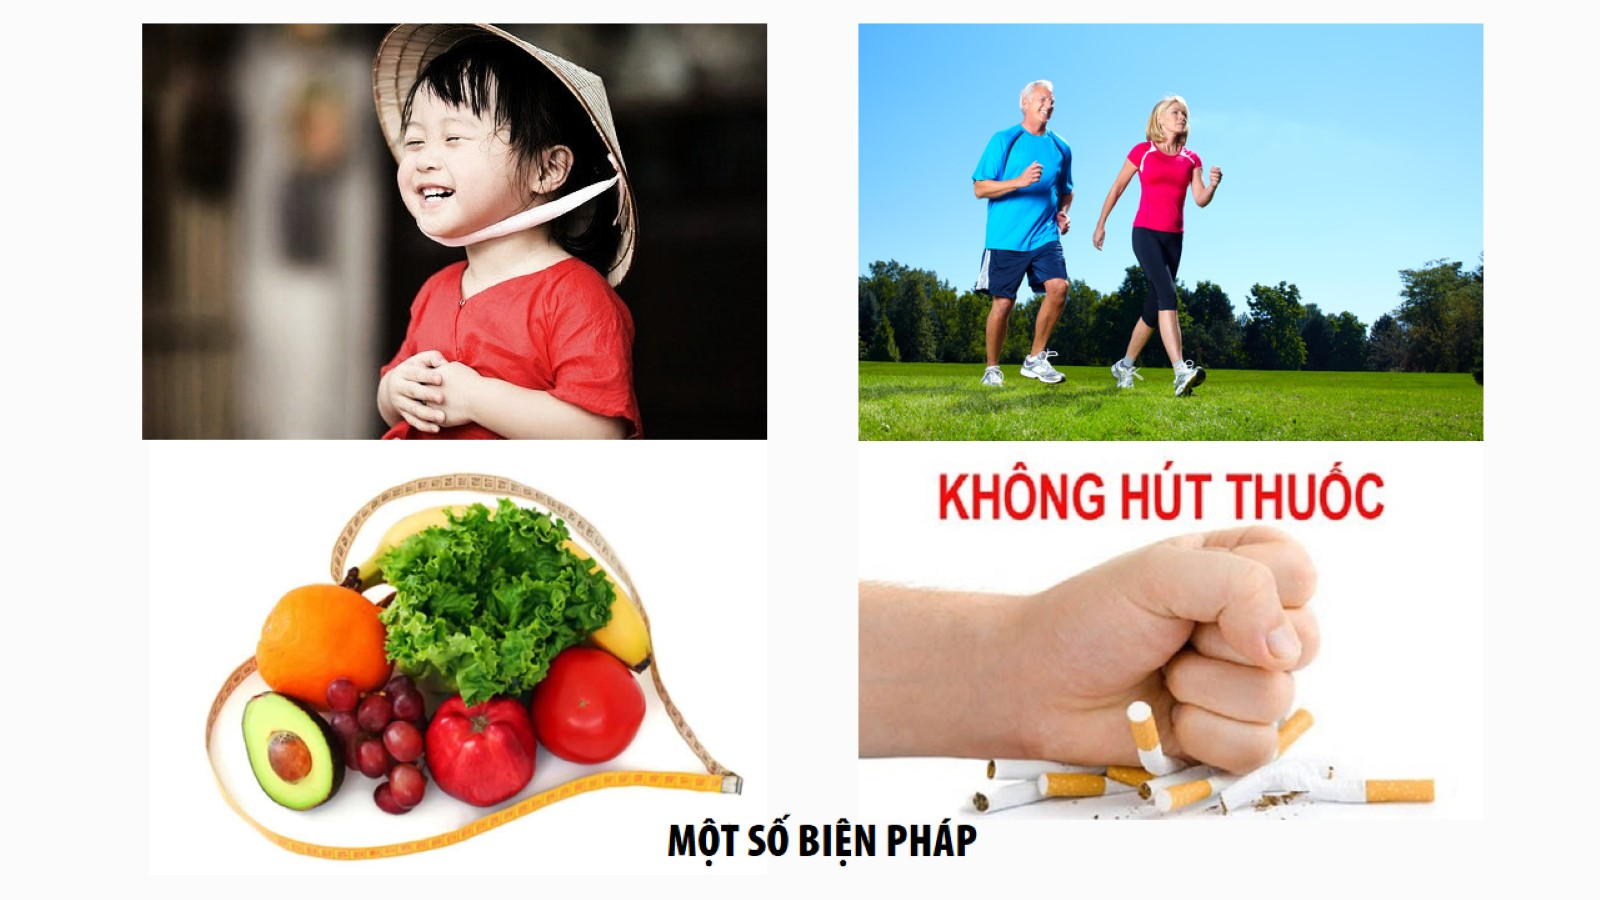 KHÔNG HÚT THUỐC
MỘT SỐ BIỆN PHÁP